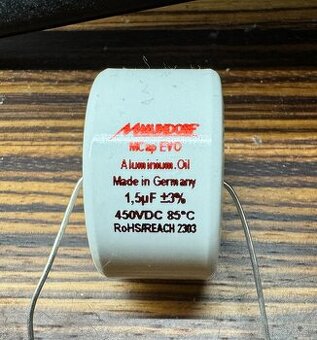 MUNDORF
MCap EVO
Aluminium.Oil
Made in Germany
1,5µF ±3%
450VDC 85°C
RoHS/REACH 2303